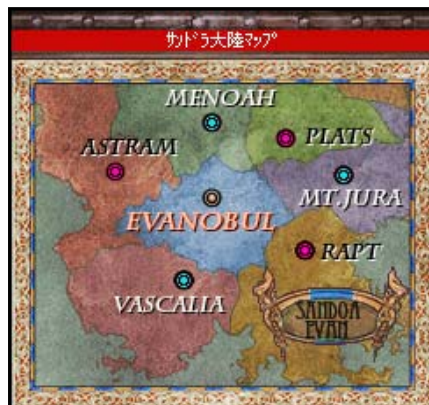 サンドラ大陸マップ
MENOAH
PLATS
ASTRAM
MT.JURA
EVANOBUL
RAPT
VASCALIA
SANDOA
EVAN